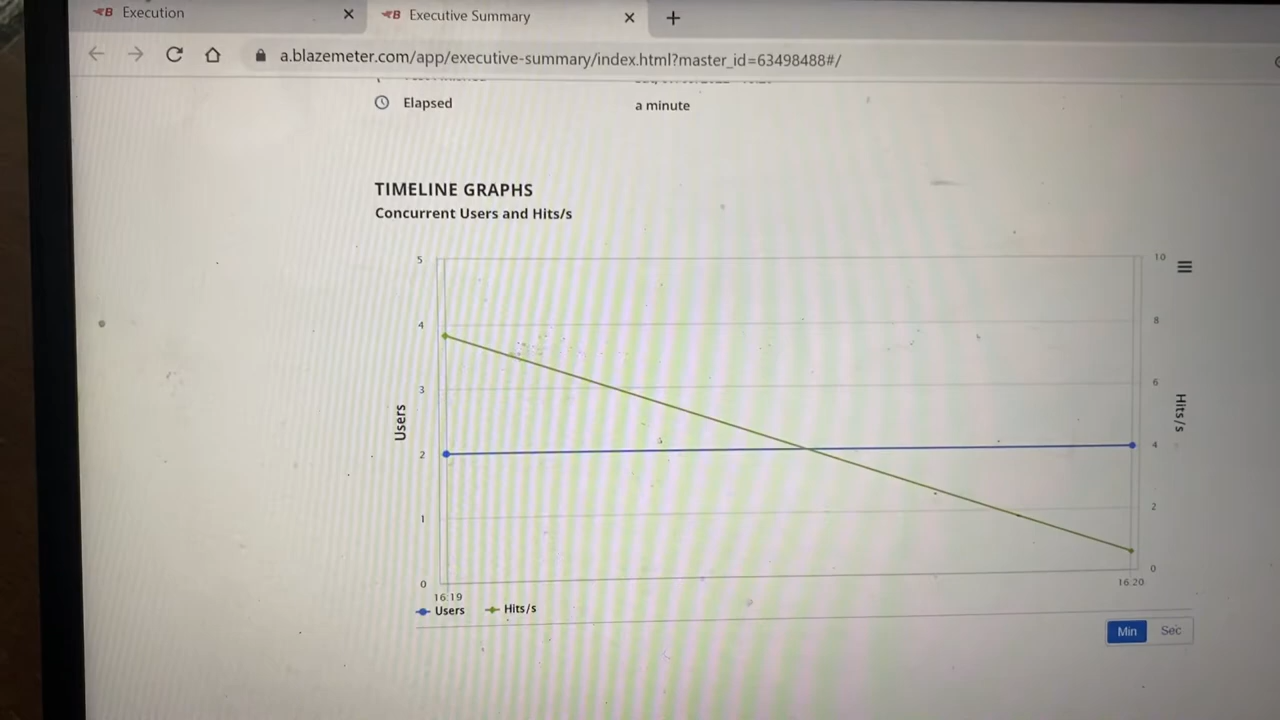 Execution
Executive Summary
a.blazemeter.com/app/executive-summary/index.html?master_id=63498488#/
Elapsed a minute
TIMELINE GRAPHS
Concurrent Users and Hits/s
5 10
4 8
3 6
Users Hits/s
2 4
1 2
0 0
16:19 16:20
Users Hits/s
Min Sec